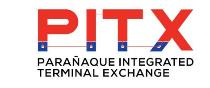 PITX
PARAÑAQUE INTEGRATED
TERMINAL EXCHANGE